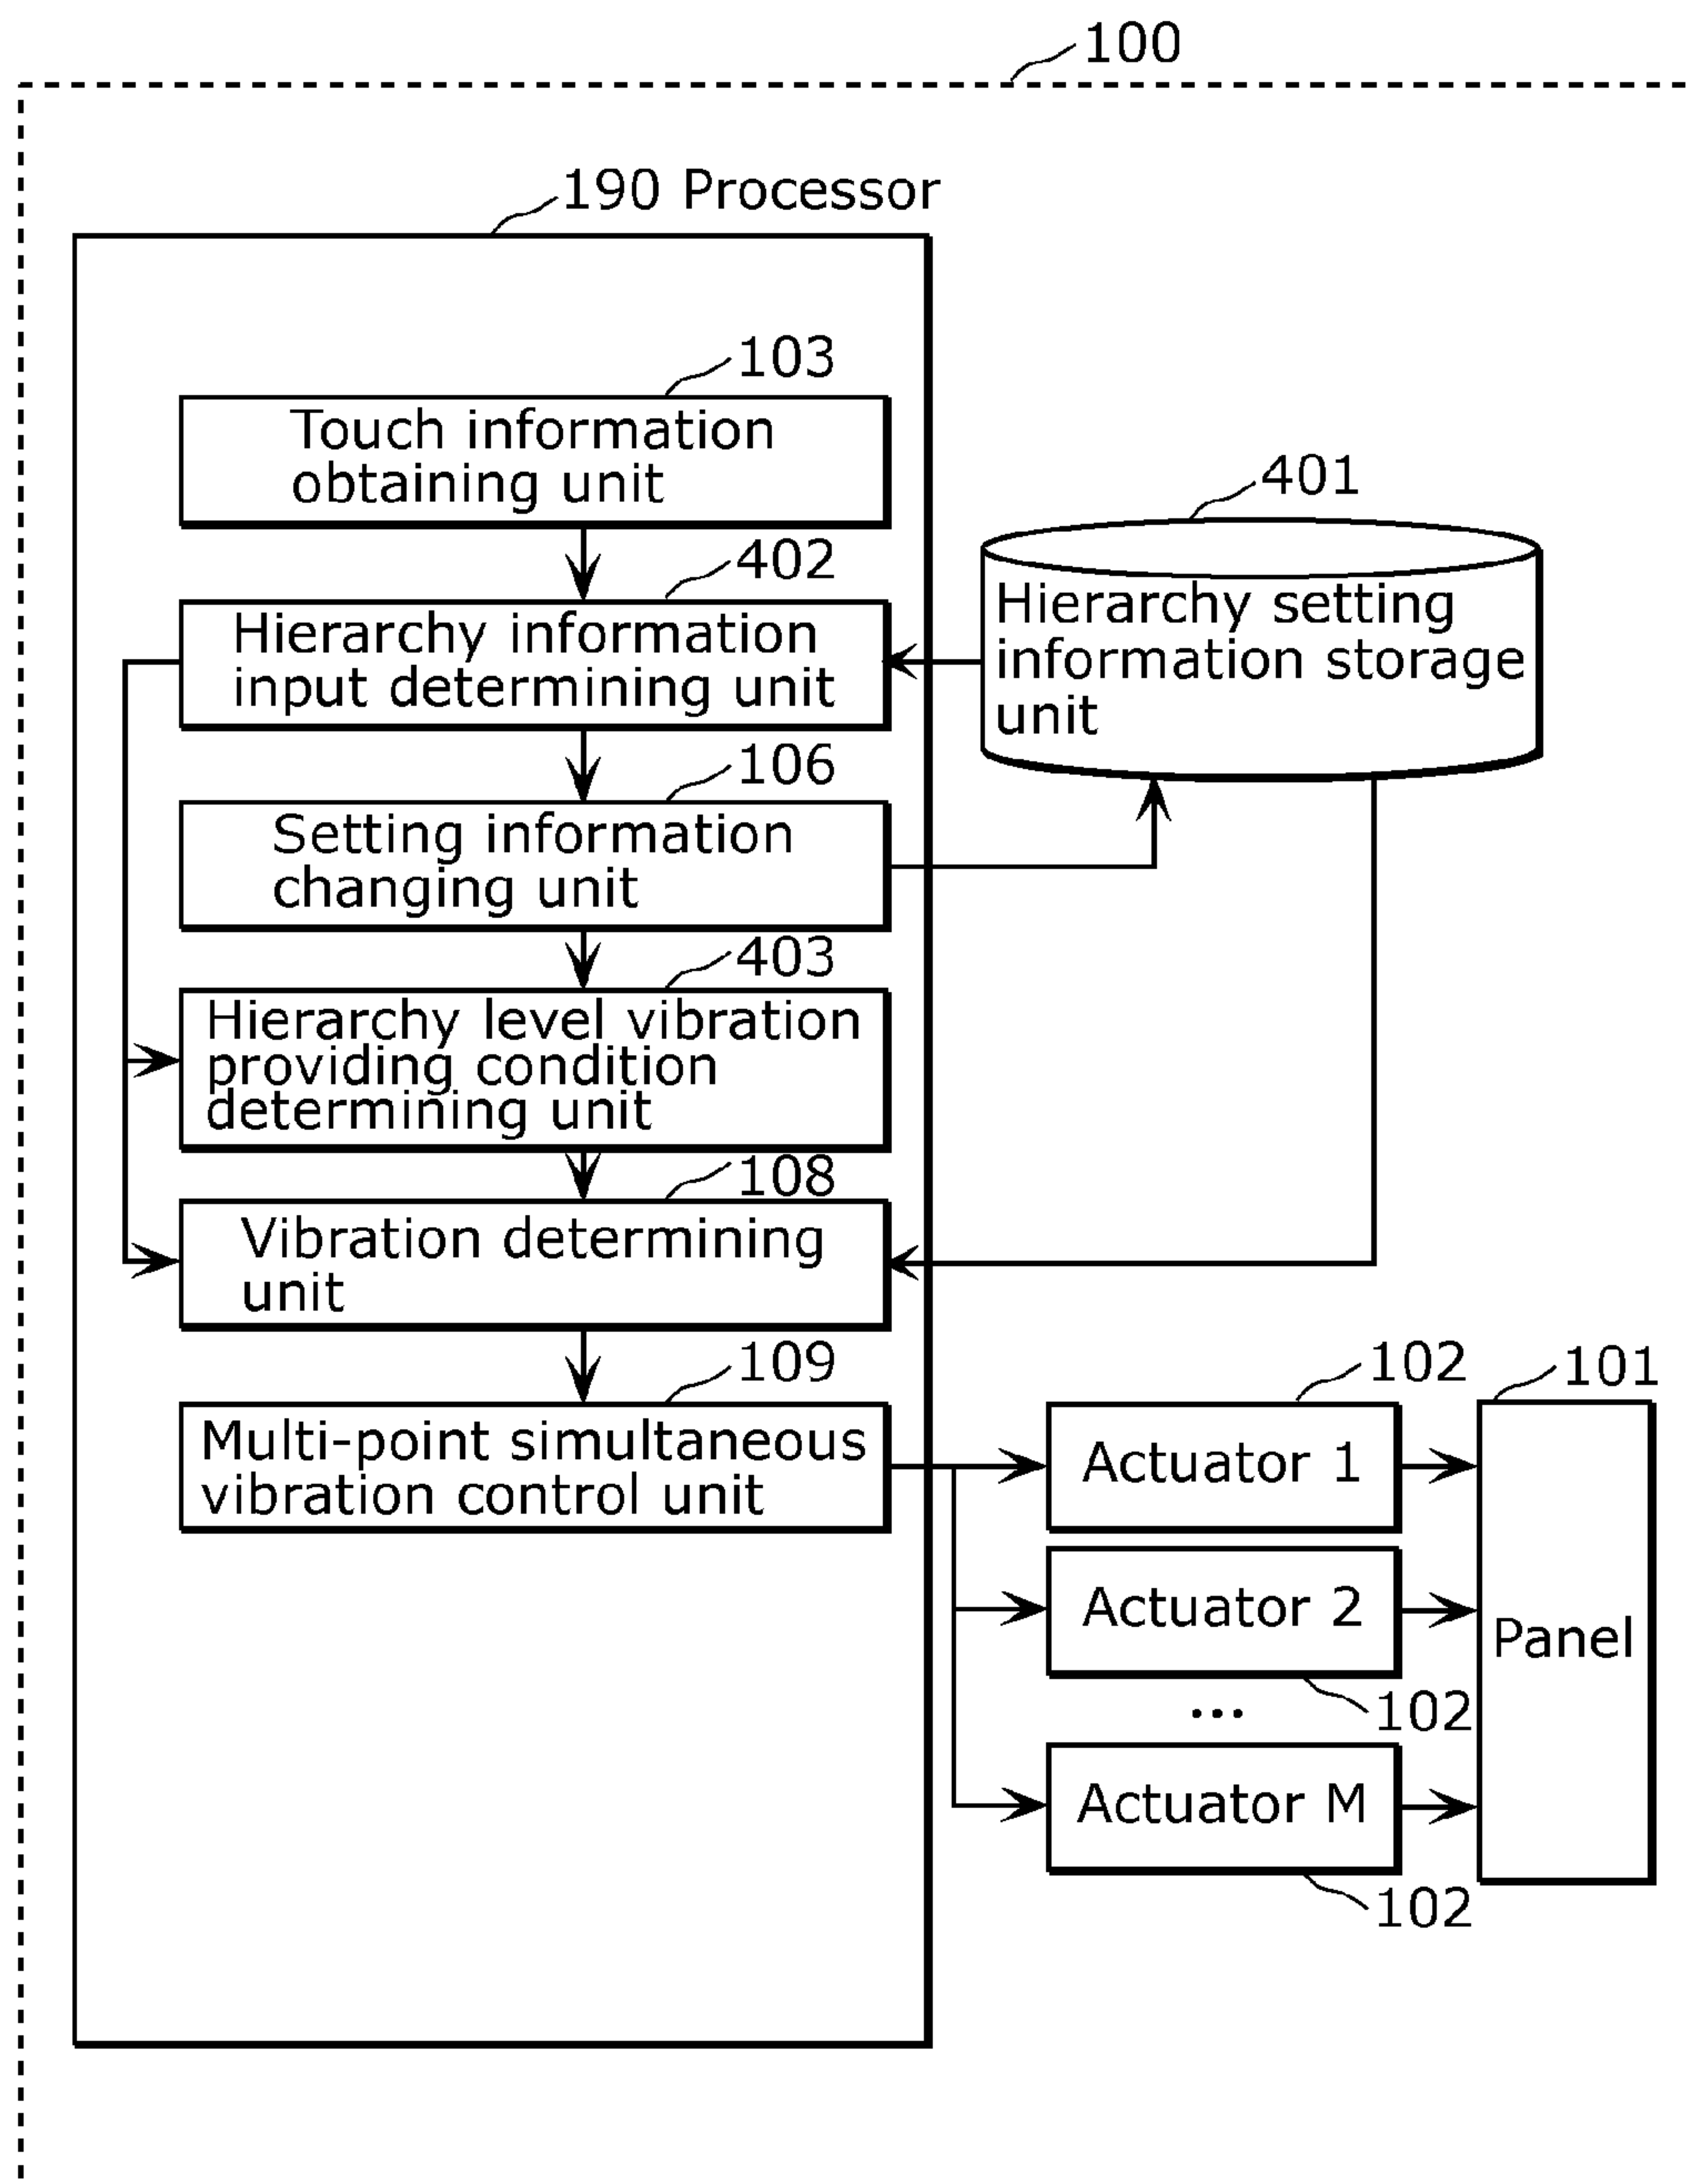 100
190 Processor
103
Touch information
obtaining unit
402
Hierarchy information
input determining unit
401
Hierarchy setting
information storage
unit
106
Setting information
changing unit
403
Hierarchy level vibration
providing condition
determining unit
108
Vibration determining
unit
109
Multi-point simultaneous
vibration control unit
102
Actuator 1
101
Panel
Actuator 2
102
...
Actuator M
102